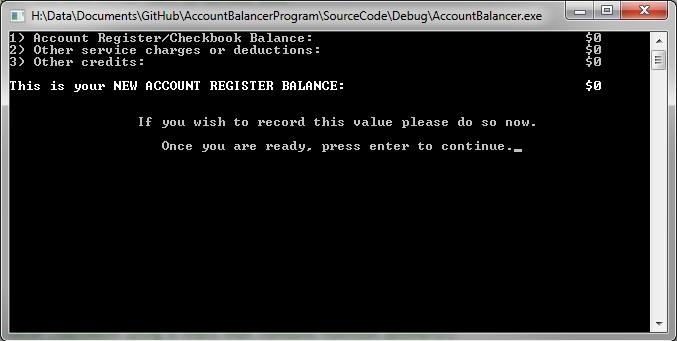 H:\Data\Documents\GitHub\AccountBalancerProgram\SourceCode\Debug\AccountBalancer.exe
1) Account Register/Checkbook Balance: $0
2) Other service charges or deductions: $0
3) Other credits: $0
This is your NEW ACCOUNT REGISTER BALANCE: $0
If you wish to record this value please do so now.
Once you are ready, press enter to continue._